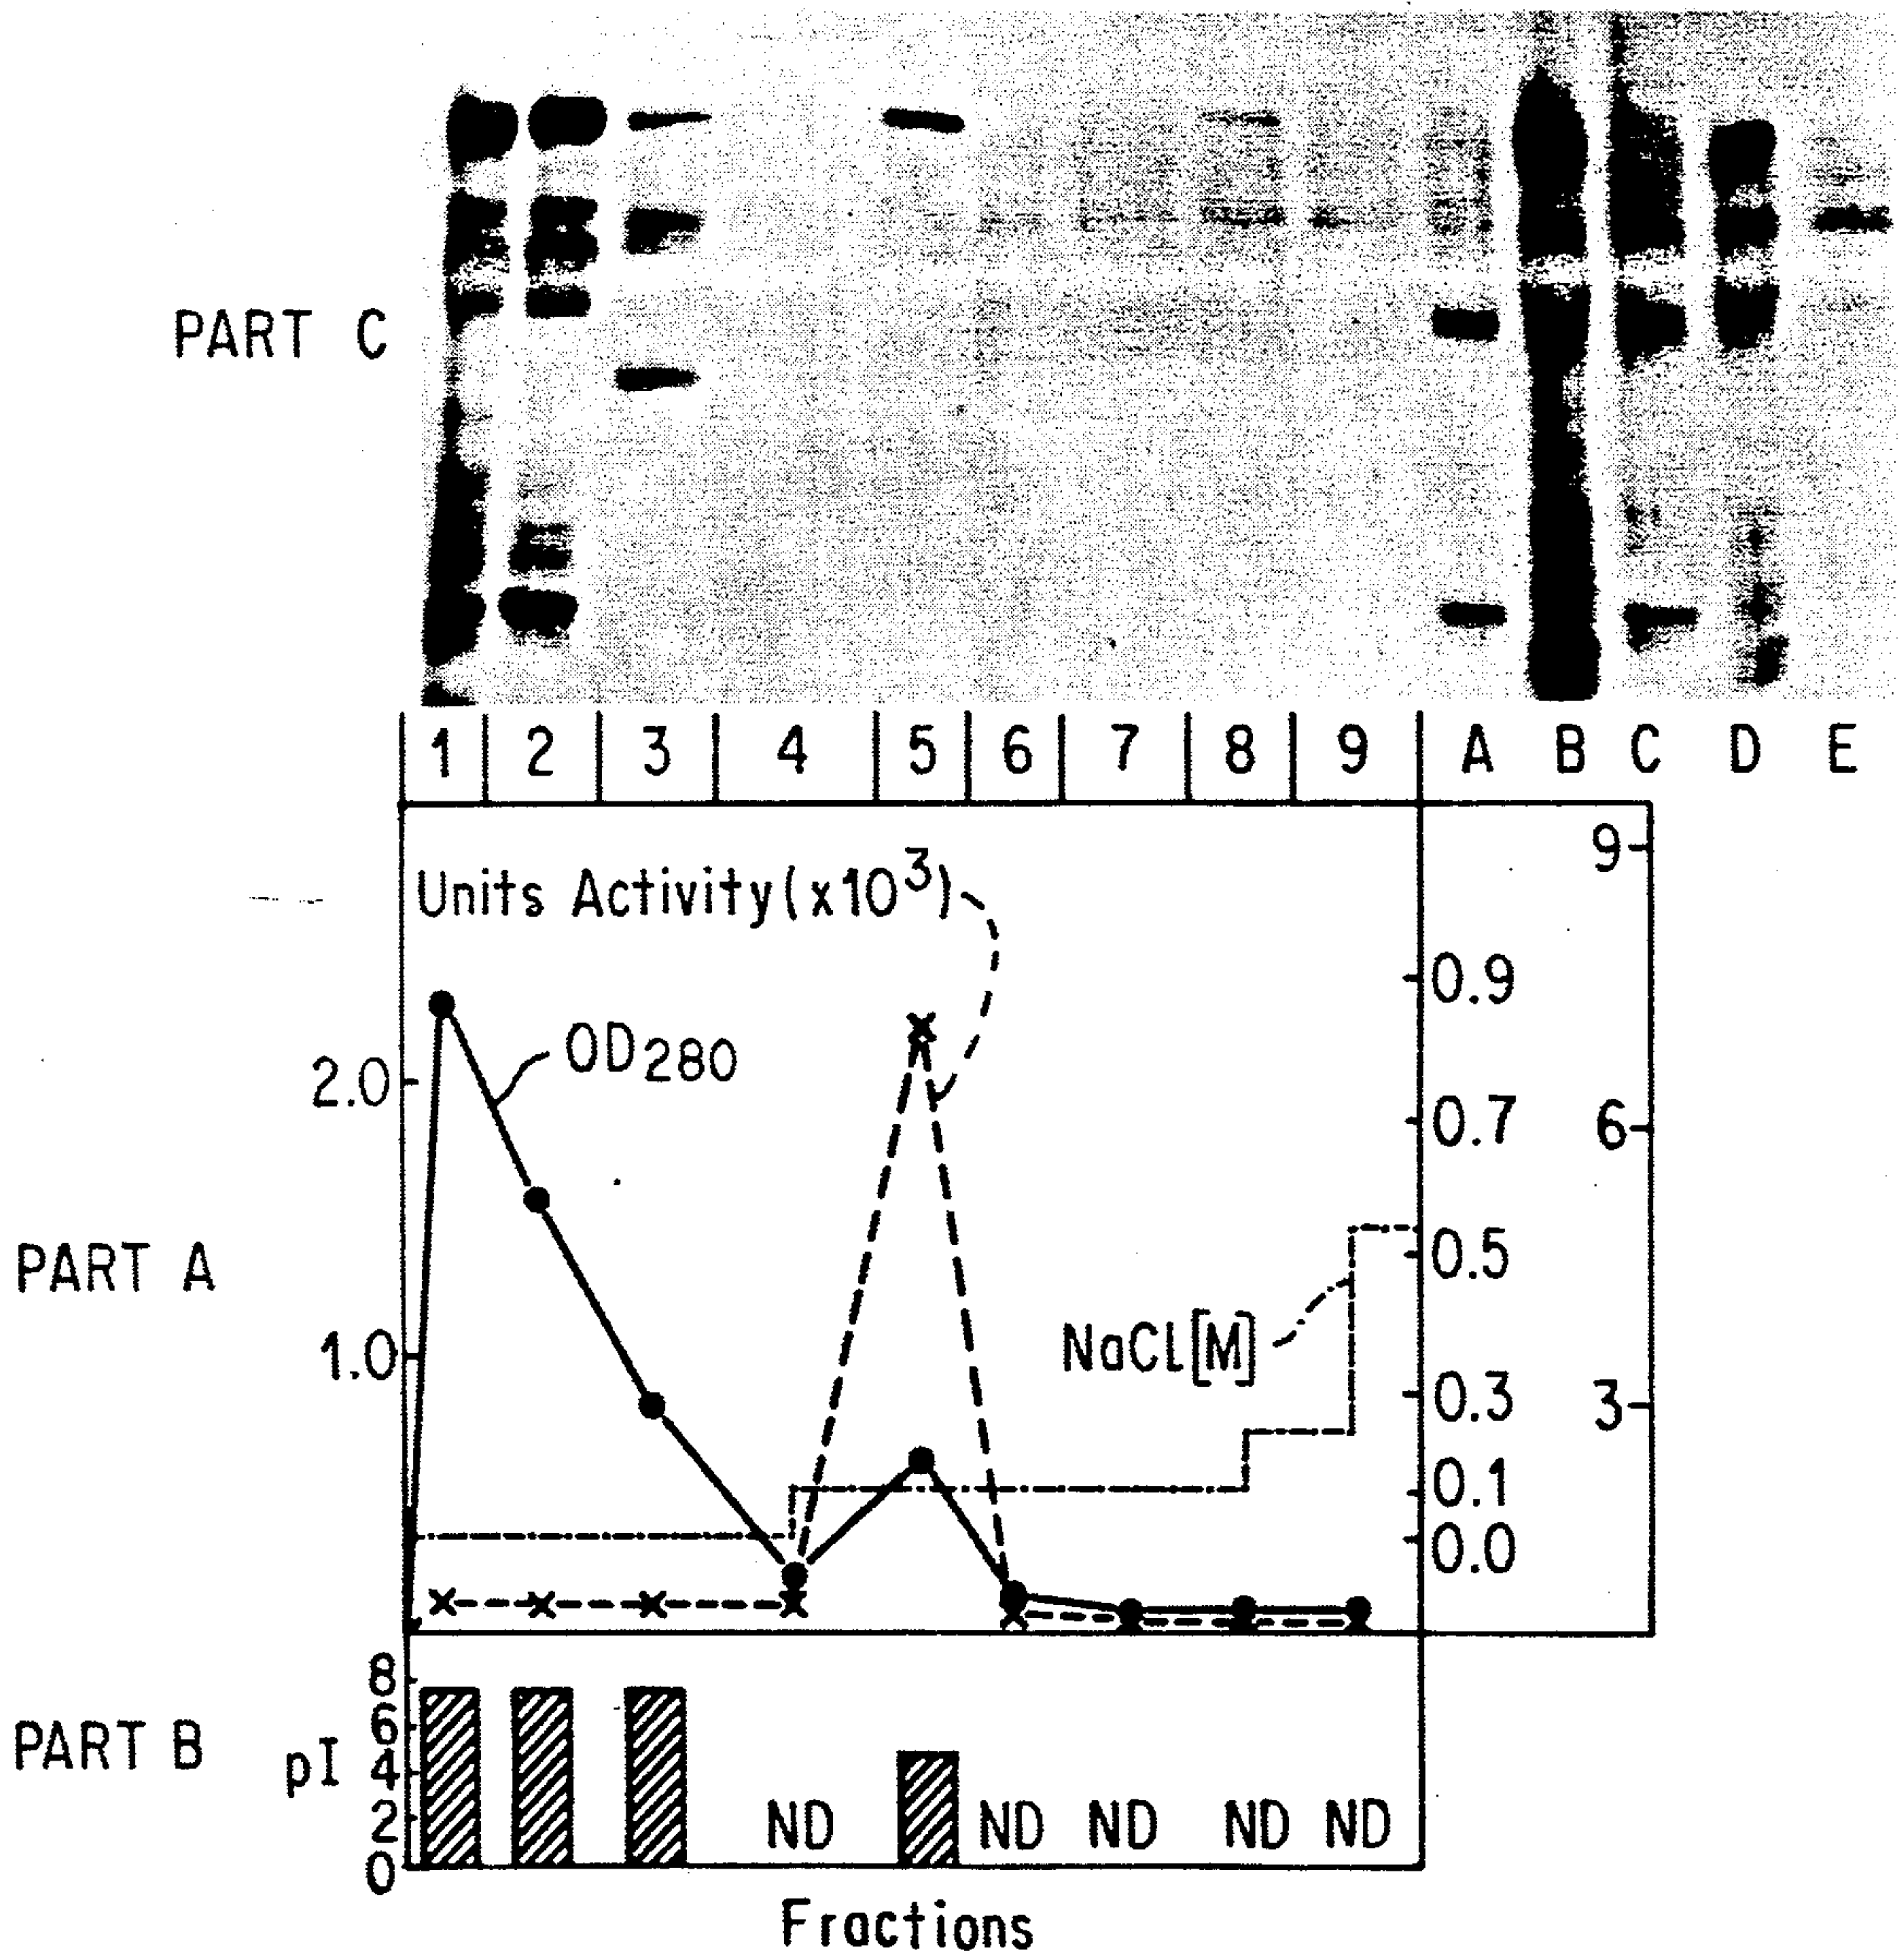 PART C
1 2 3 4 5 6 7 8 9 A B C D E
Units Activity(x10³)
OD280
2.0
1.0
PART A
NaCL[M]
0.9
0.7
0.5
0.3
0.1
0.0
9
6
3
PART B
pI
8
6
4
2
0
ND ND ND ND ND
Fractions